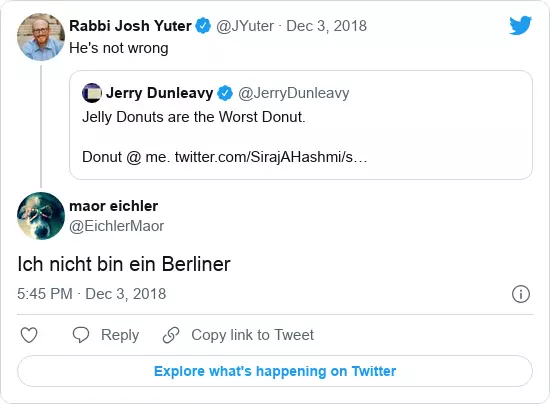 Rabbi Josh Yuter @JYuter · Dec 3, 2018
He's not wrong
Jerry Dunleavy @JerryDunleavy
Jelly Donuts are the Worst Donut.
Donut @ me. twitter.com/SirajAHashmi/s…
maor eichler
@EichlerMaor
Ich nicht bin ein Berliner
5:45 PM · Dec 3, 2018
Reply Copy link to Tweet
Explore what's happening on Twitter